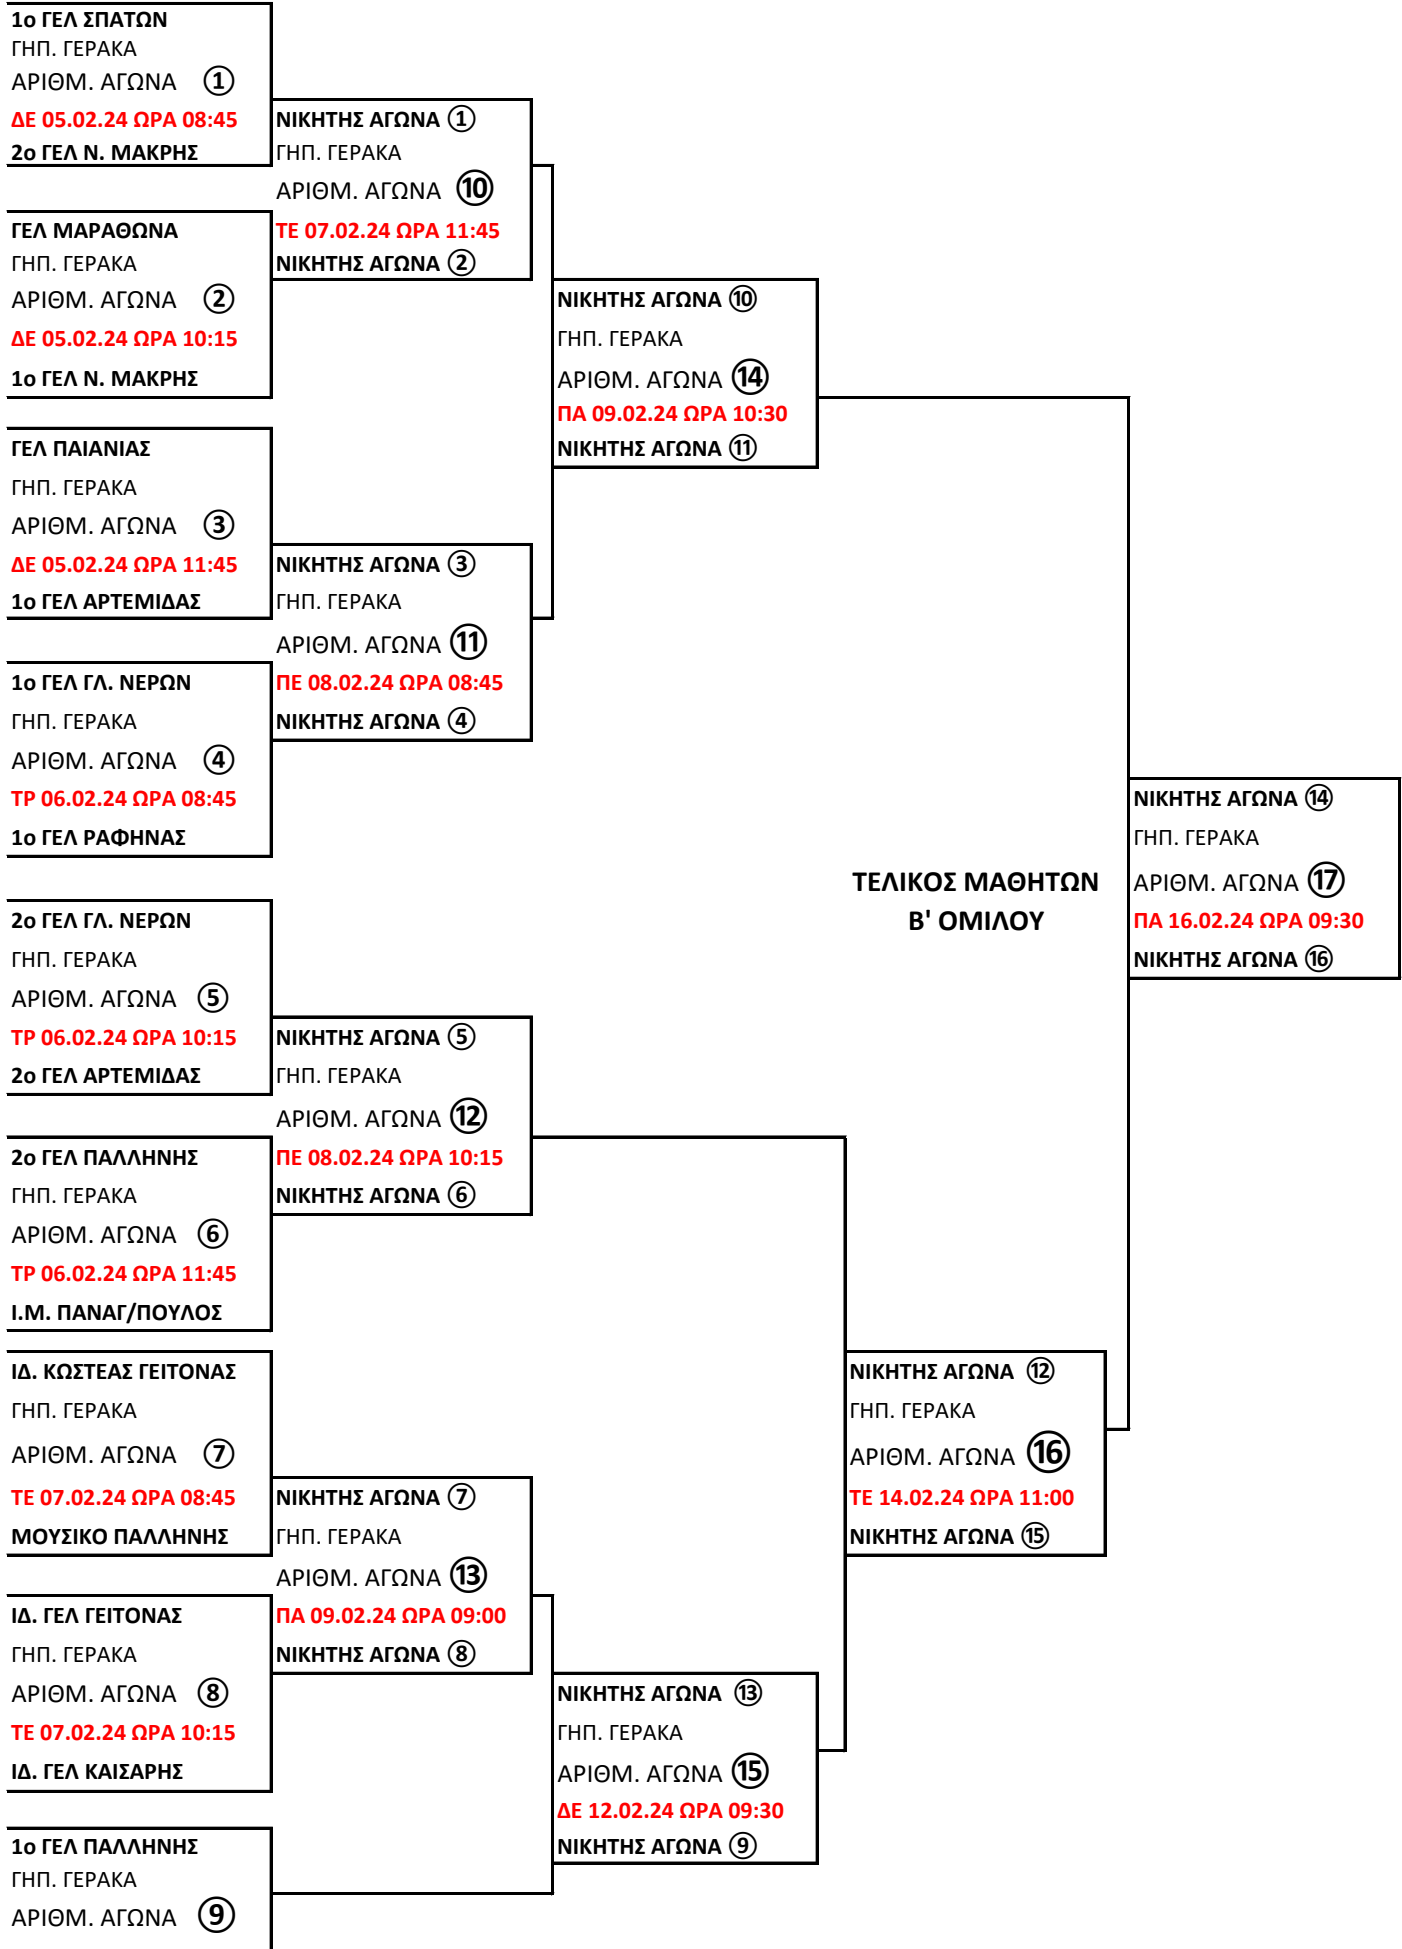 1ο ΓΕΛ ΣΠΑΤΩΝ
ΓΗΠ. ΓΕΡΑΚΑ
ΑΡΙΘΜ. ΑΓΩΝΑ ①
ΔΕ 05.02.24 ΩΡΑ 08:45
2ο ΓΕΛ Ν. ΜΑΚΡΗΣ
ΓΕΛ ΜΑΡΑΘΩΝΑ
ΓΗΠ. ΓΕΡΑΚΑ
ΑΡΙΘΜ. ΑΓΩΝΑ ②
ΔΕ 05.02.24 ΩΡΑ 10:15
1ο ΓΕΛ Ν. ΜΑΚΡΗΣ
ΓΕΛ ΠΑΙΑΝΙΑΣ
ΓΗΠ. ΓΕΡΑΚΑ
ΑΡΙΘΜ. ΑΓΩΝΑ ③
ΔΕ 05.02.24 ΩΡΑ 11:45
1ο ΓΕΛ ΑΡΤΕΜΙΔΑΣ
1ο ΓΕΛ ΓΛ. ΝΕΡΩΝ
ΓΗΠ. ΓΕΡΑΚΑ
ΑΡΙΘΜ. ΑΓΩΝΑ ④
ΤΡ 06.02.24 ΩΡΑ 08:45
1ο ΓΕΛ ΡΑΦΗΝΑΣ
2ο ΓΕΛ ΓΛ. ΝΕΡΩΝ
ΓΗΠ. ΓΕΡΑΚΑ
ΑΡΙΘΜ. ΑΓΩΝΑ ⑤
ΤΡ 06.02.24 ΩΡΑ 10:15
2ο ΓΕΛ ΑΡΤΕΜΙΔΑΣ
2ο ΓΕΛ ΠΑΛΛΗΝΗΣ
ΓΗΠ. ΓΕΡΑΚΑ
ΑΡΙΘΜ. ΑΓΩΝΑ ⑥
ΤΡ 06.02.24 ΩΡΑ 11:45
Ι.Μ. ΠΑΝΑΓ/ΠΟΥΛΟΣ
ΙΔ. ΚΩΣΤΕΑΣ ΓΕΙΤΟΝΑΣ
ΓΗΠ. ΓΕΡΑΚΑ
ΑΡΙΘΜ. ΑΓΩΝΑ ⑦
ΤΕ 07.02.24 ΩΡΑ 08:45
ΜΟΥΣΙΚΟ ΠΑΛΛΗΝΗΣ
ΙΔ. ΓΕΛ ΓΕΙΤΟΝΑΣ
ΓΗΠ. ΓΕΡΑΚΑ
ΑΡΙΘΜ. ΑΓΩΝΑ ⑧
ΤΕ 07.02.24 ΩΡΑ 10:15
ΙΔ. ΓΕΛ ΚΑΙΣΑΡΗΣ
1ο ΓΕΛ ΠΑΛΛΗΝΗΣ
ΓΗΠ. ΓΕΡΑΚΑ
ΑΡΙΘΜ. ΑΓΩΝΑ ⑨
ΝΙΚΗΤΗΣ ΑΓΩΝΑ ①
ΓΗΠ. ΓΕΡΑΚΑ
ΑΡΙΘΜ. ΑΓΩΝΑ ⑩
ΤΕ 07.02.24 ΩΡΑ 11:45
ΝΙΚΗΤΗΣ ΑΓΩΝΑ ②
ΝΙΚΗΤΗΣ ΑΓΩΝΑ ③
ΓΗΠ. ΓΕΡΑΚΑ
ΑΡΙΘΜ. ΑΓΩΝΑ ⑪
ΠΕ 08.02.24 ΩΡΑ 08:45
ΝΙΚΗΤΗΣ ΑΓΩΝΑ ④
ΝΙΚΗΤΗΣ ΑΓΩΝΑ ⑤
ΓΗΠ. ΓΕΡΑΚΑ
ΑΡΙΘΜ. ΑΓΩΝΑ ⑫
ΠΕ 08.02.24 ΩΡΑ 10:15
ΝΙΚΗΤΗΣ ΑΓΩΝΑ ⑥
ΝΙΚΗΤΗΣ ΑΓΩΝΑ ⑦
ΓΗΠ. ΓΕΡΑΚΑ
ΑΡΙΘΜ. ΑΓΩΝΑ ⑬
ΠΑ 09.02.24 ΩΡΑ 09:00
ΝΙΚΗΤΗΣ ΑΓΩΝΑ ⑧
ΝΙΚΗΤΗΣ ΑΓΩΝΑ ⑩
ΓΗΠ. ΓΕΡΑΚΑ
ΑΡΙΘΜ. ΑΓΩΝΑ ⑭
ΠΑ 09.02.24 ΩΡΑ 10:30
ΝΙΚΗΤΗΣ ΑΓΩΝΑ ⑪
ΝΙΚΗΤΗΣ ΑΓΩΝΑ ⑬
ΓΗΠ. ΓΕΡΑΚΑ
ΑΡΙΘΜ. ΑΓΩΝΑ ⑮
ΔΕ 12.02.24 ΩΡΑ 09:30
ΝΙΚΗΤΗΣ ΑΓΩΝΑ ⑨
ΝΙΚΗΤΗΣ ΑΓΩΝΑ ⑫
ΓΗΠ. ΓΕΡΑΚΑ
ΑΡΙΘΜ. ΑΓΩΝΑ ⑯
ΤΕ 14.02.24 ΩΡΑ 11:00
ΝΙΚΗΤΗΣ ΑΓΩΝΑ ⑮
ΤΕΛΙΚΟΣ ΜΑΘΗΤΩΝ
Β' ΟΜΙΛΟΥ
ΝΙΚΗΤΗΣ ΑΓΩΝΑ ⑭
ΓΗΠ. ΓΕΡΑΚΑ
ΑΡΙΘΜ. ΑΓΩΝΑ ⑰
ΠΑ 16.02.24 ΩΡΑ 09:30
ΝΙΚΗΤΗΣ ΑΓΩΝΑ ⑯